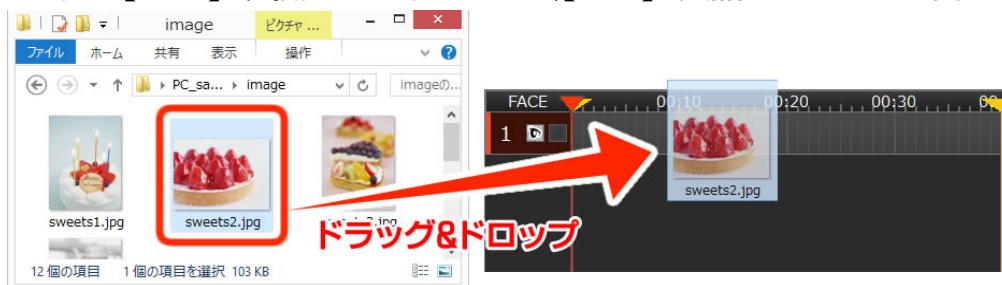 image
ピクチャ ...
ファイル ホーム 共有 表示 操作
PC_sa... image
imageの...
sweets1.jpg
sweets2.jpg
12 個の項目 1 個の項目を選択 103 KB
ドラッグ&ドロップ
FACE 00:10 00:20 00:30
1
sweets2.jpg